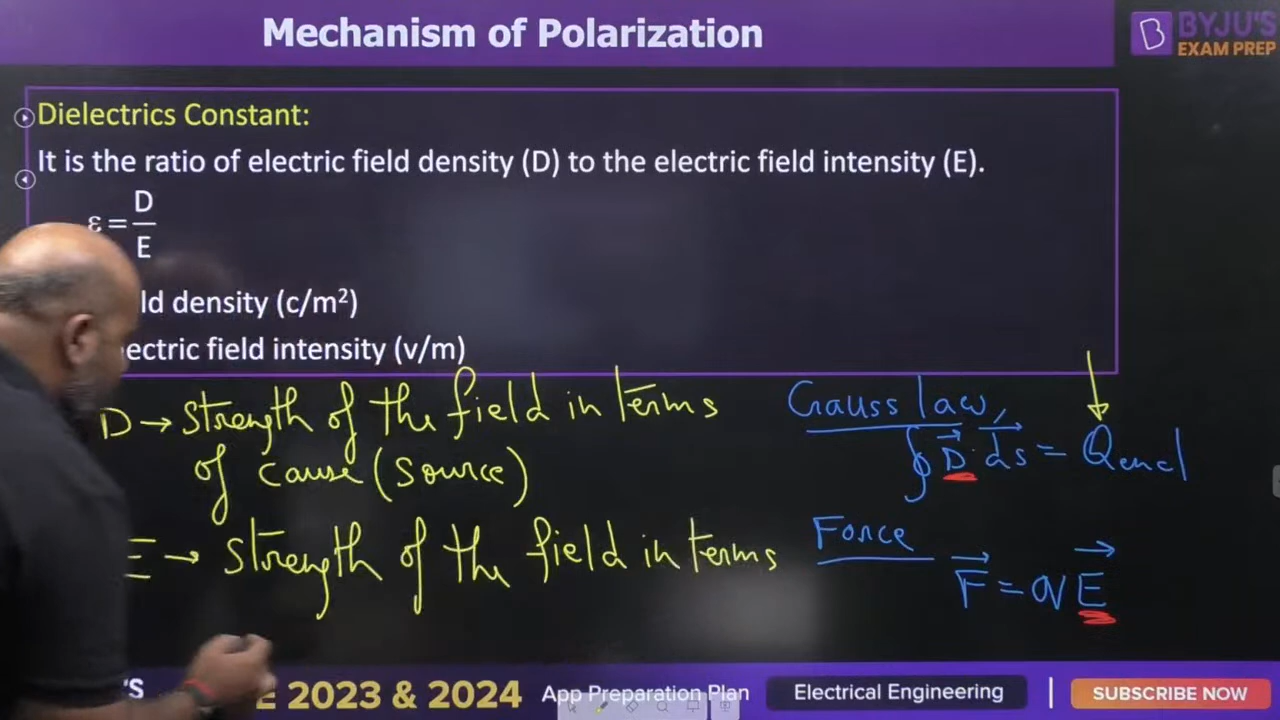 Mechanism of Polarization
BYJU'S
EXAM PREP
Dielectrics Constant:
It is the ratio of electric field density (D) to the electric field intensity (E).
ε = D/E
ld density (c/m²)
ectric field intensity (v/m)
D → Strength of the field in terms
of cause (source)
E → Strength of the field in terms
Gauss law,
∮ D⃗ · ds⃗ = Qencl
Force
F⃗ = qE⃗
'S
E 2023 & 2024
App Preparation Plan
Electrical Engineering
SUBSCRIBE NOW